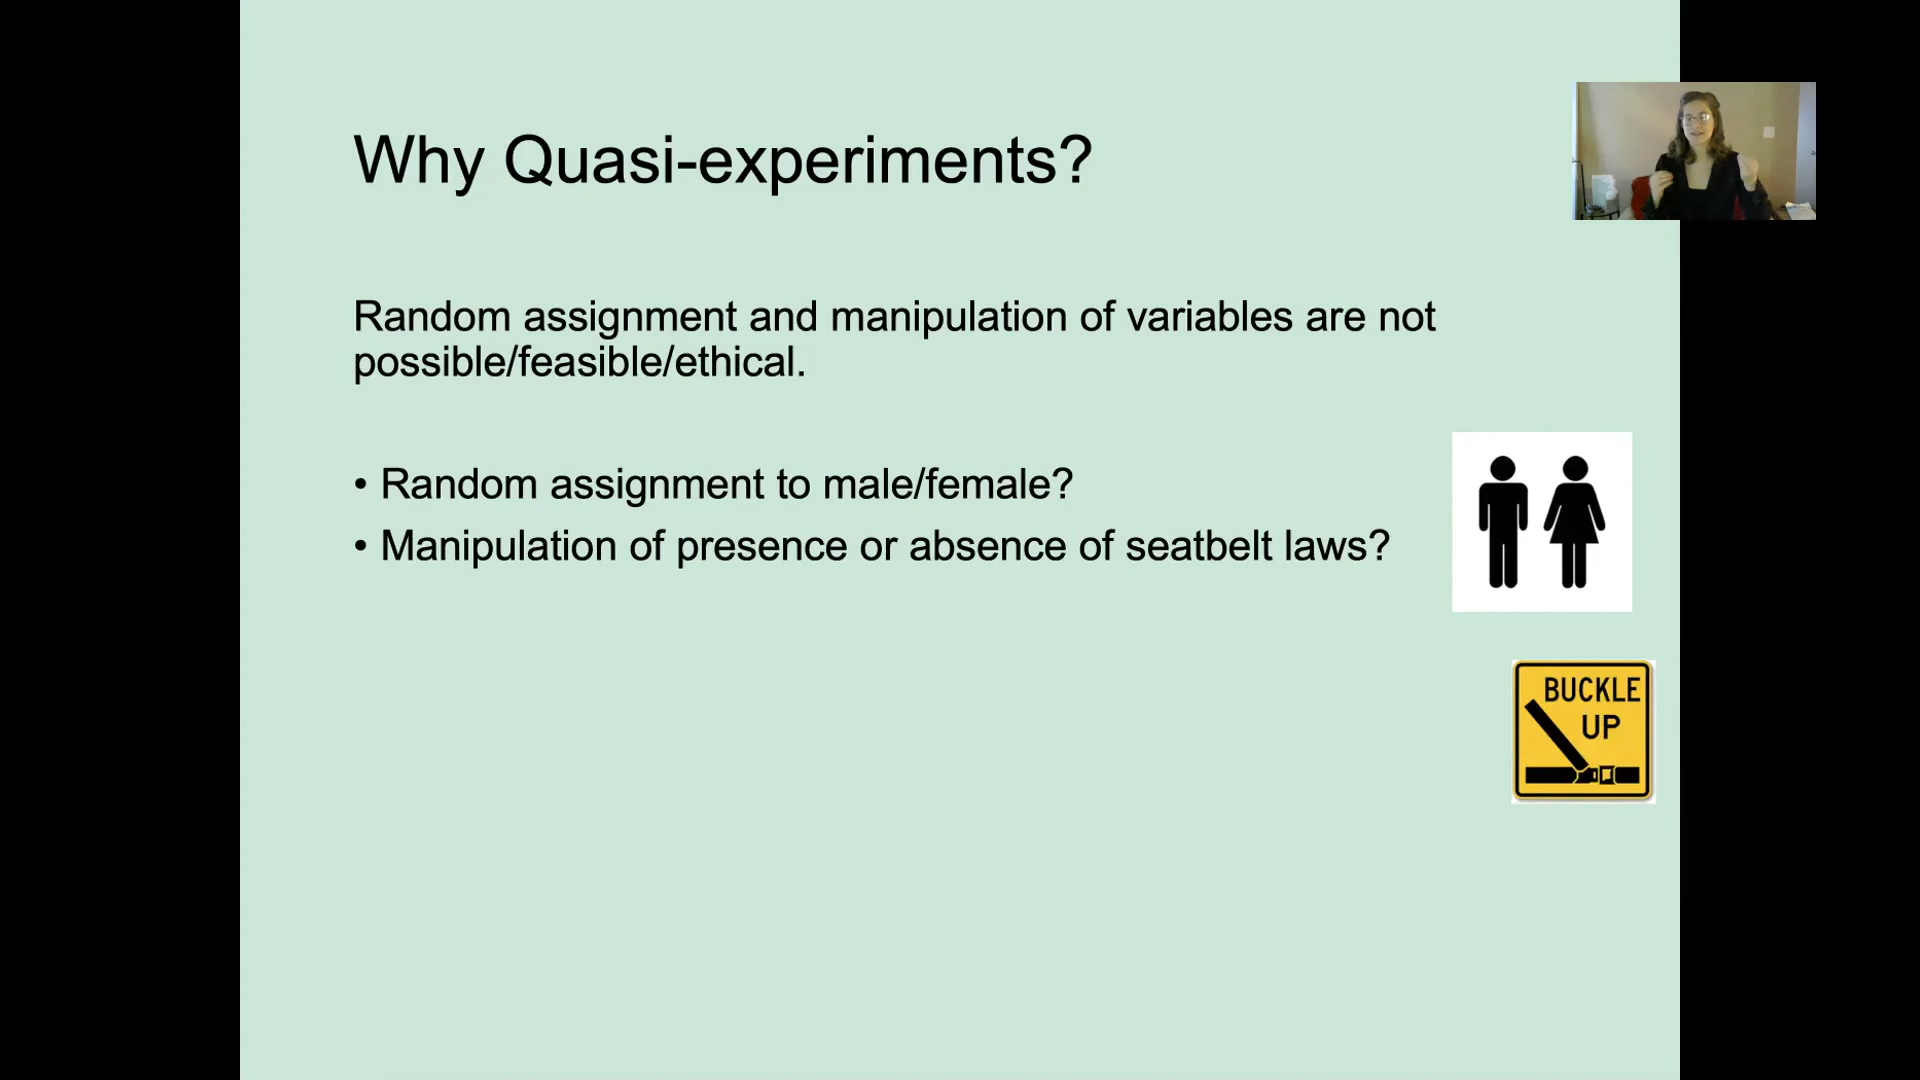 Why Quasi-experiments?
Random assignment and manipulation of variables are not
possible/feasible/ethical.
• Random assignment to male/female?
• Manipulation of presence or absence of seatbelt laws?
BUCKLE
UP